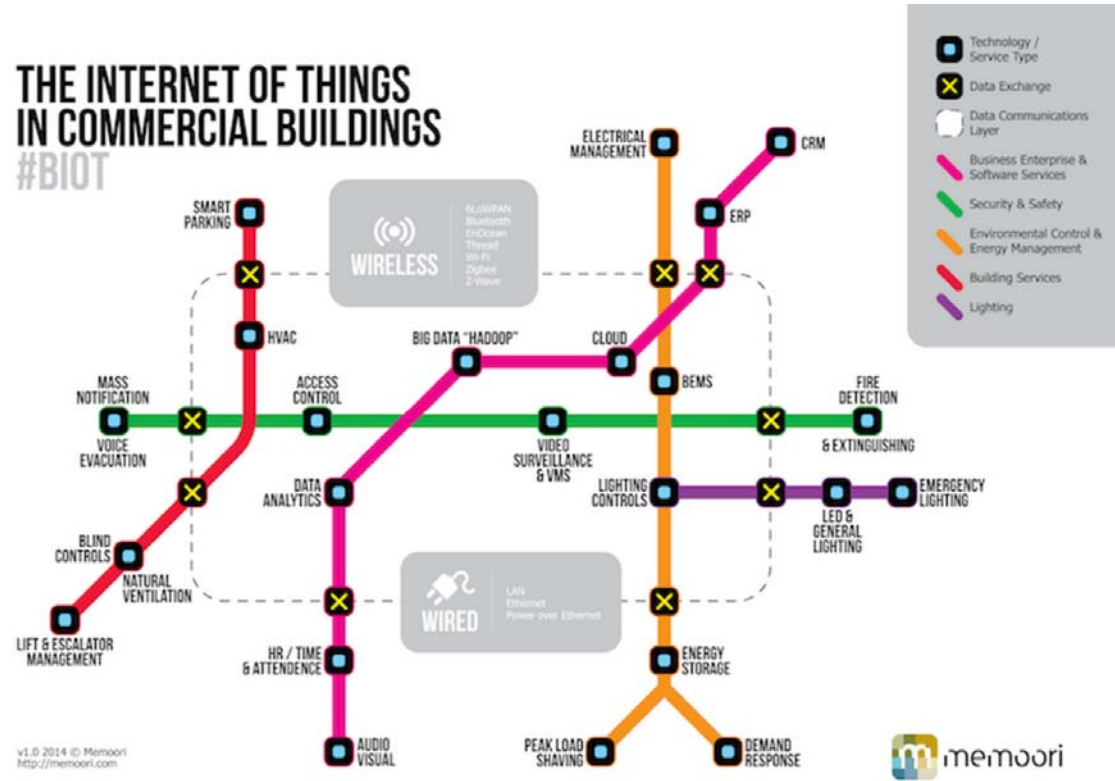 THE INTERNET OF THINGS
IN COMMERCIAL BUILDINGS
#BIOT
Technology /
Service Type
Data Exchange
Data Communications
Layer
Business Enterprise &
Software Services
Security & Safety
Environmental Control &
Energy Management
Building Services
Lighting
ELECTRICAL
MANAGEMENT
CRM
ERP
SMART
PARKING
WIRELESS
6LoWPAN
Bluetooth
EnOcean
Thread
Wi-Fi
Zigbee
Z-Wave
HVAC
BIG DATA "HADOOP"
CLOUD
BEMS
MASS
NOTIFICATION
VOICE
EVACUATION
ACCESS
CONTROL
VIDEO
SURVEILLANCE
& VMS
FIRE
DETECTION
& EXTINGUISHING
DATA
ANALYTICS
LIGHTING
CONTROLS
LED &
GENERAL
LIGHTING
EMERGENCY
LIGHTING
BLIND
CONTROLS
NATURAL
VENTILATION
LIFT & ESCALATOR
MANAGEMENT
WIRED
LAN
Ethernet
Power over Ethernet
HR / TIME
& ATTENDENCE
ENERGY
STORAGE
AUDIO
VISUAL
PEAK LOAD
SHAVING
DEMAND
RESPONSE
v1.0 2014 © Memoori
http://memoori.com
m memoori